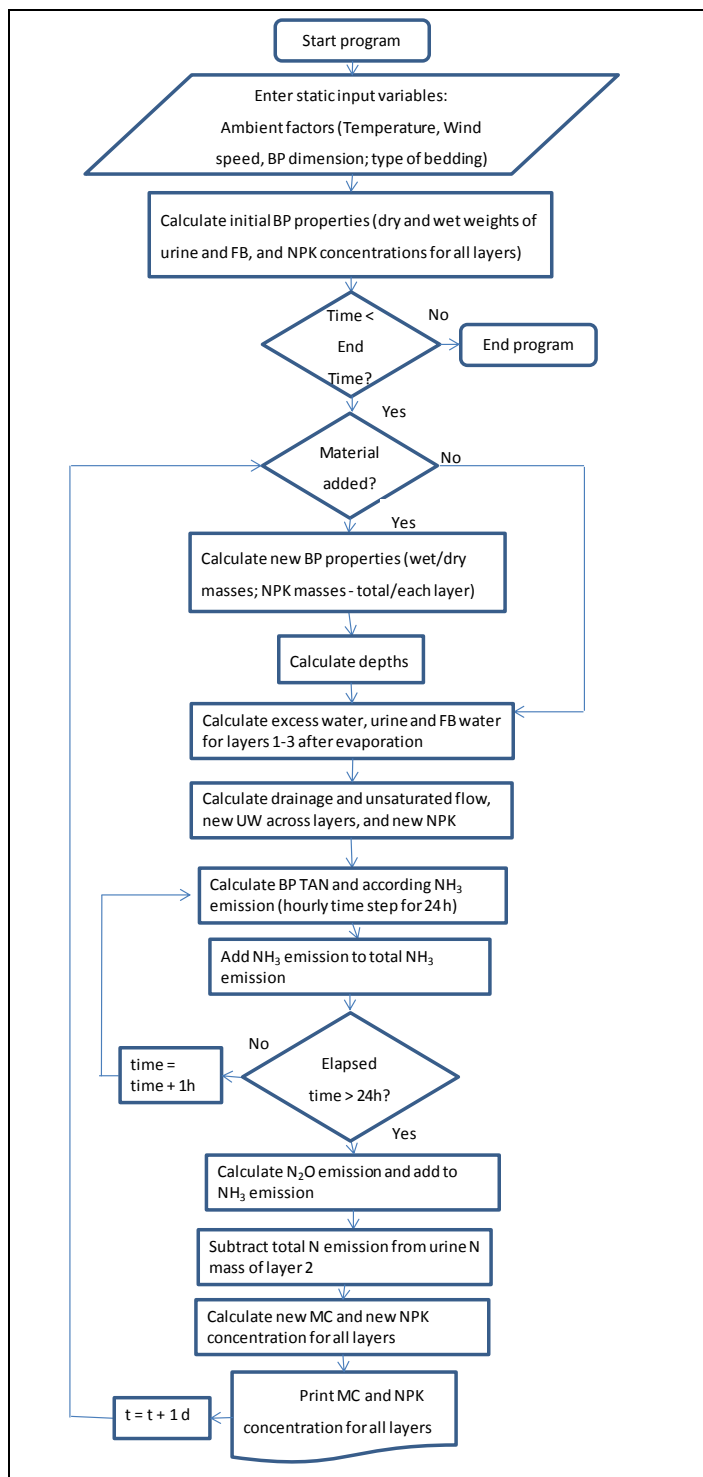 Start program
Enter static input variables:
Ambient factors (Temperature, Wind
speed, BP dimension; type of bedding)
Calculate initial BP properties (dry and wet weights of
urine and FB, and NPK concentrations for all layers)
Time <
End
Time?
No
End program
Yes
Material
added?
No
Yes
Calculate new BP properties (wet/dry
masses; NPK masses - total/each layer)
Calculate depths
Calculate excess water, urine and FB water
for layers 1-3 after evaporation
Calculate drainage and unsaturated flow,
new UW across layers, and new NPK
Calculate BP TAN and according NH₃
emission (hourly time step for 24 h)
Add NH₃ emission to total NH₃
emission
No
time =
time + 1h
Elapsed
time > 24h?
Yes
Calculate N₂O emission and add to
NH₃ emission
Subtract total N emission from urine N
mass of layer 2
Calculate new MC and new NPK
concentration for all layers
t = t + 1 d
Print MC and NPK
concentration for all layers